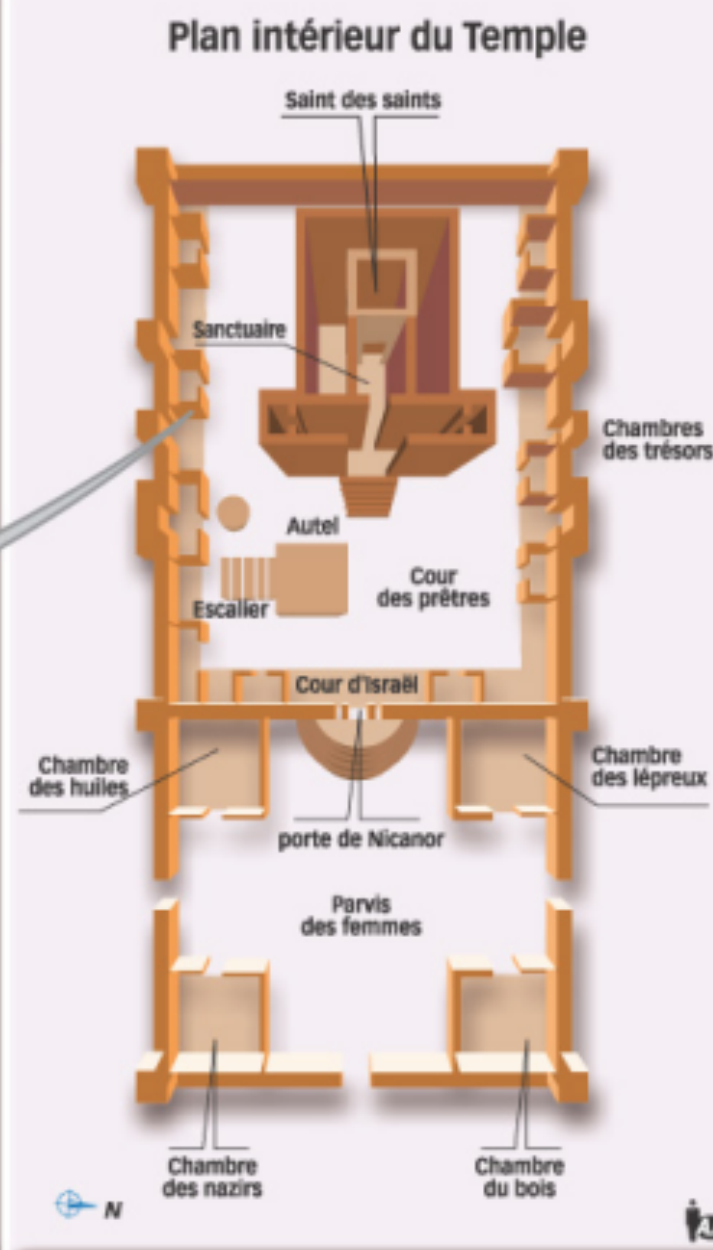 Plan intérieur du Temple
Saint des saints
Sanctuaire
Chambres
des trésors
Autel
Cour
des prêtres
Escalier
Cour d'Israël
Chambre
des huiles
Chambre
des lépreux
porte de Nicanor
Parvis
des femmes
Chambre
des nazirs
Chambre
du bois
N